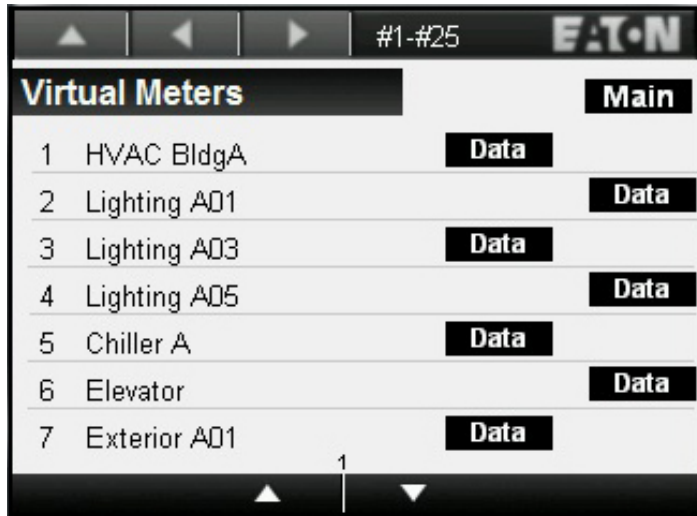 #1-#25 EATON
Virtual Meters Main
1 HVAC BldgA Data
2 Lighting A01 Data
3 Lighting A03 Data
4 Lighting A05 Data
5 Chiller A Data
6 Elevator Data
7 Exterior A01 Data
1